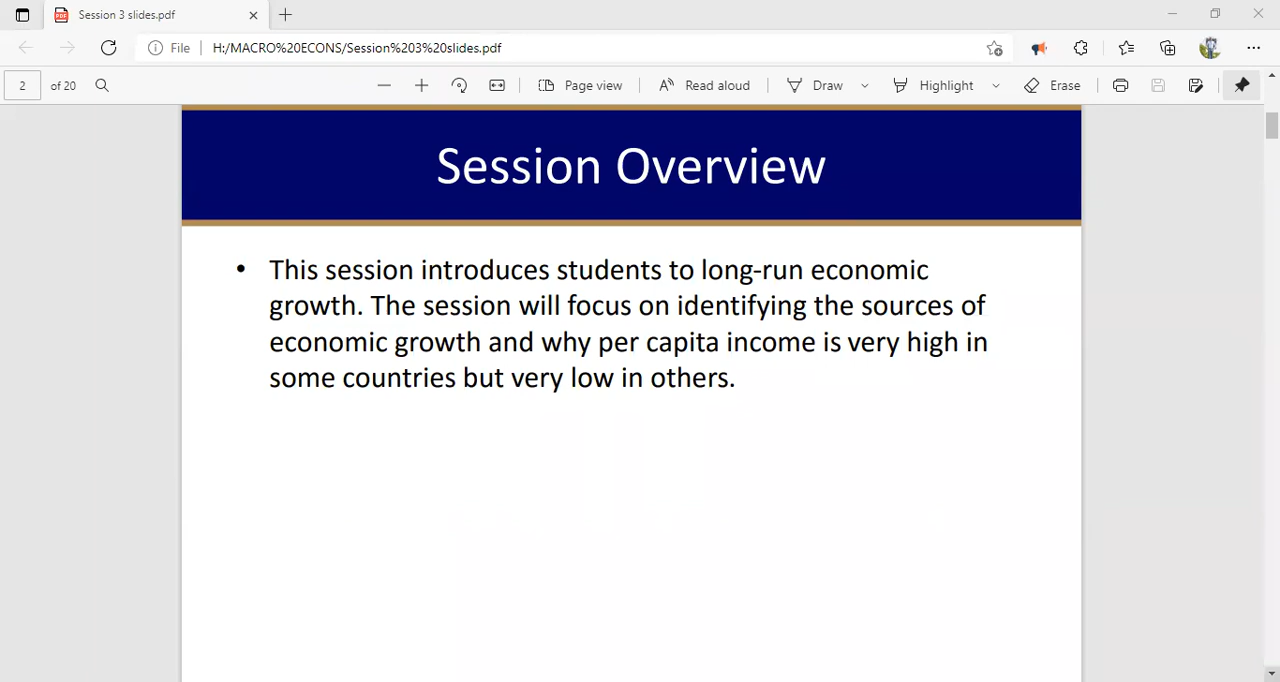 Session 3 slides.pdf
File H:/MACRO%20ECONS/Session%203%20slides.pdf
2 of 20 Page view Read aloud Draw Highlight Erase
Session Overview
• This session introduces students to long-run economic
growth. The session will focus on identifying the sources of
economic growth and why per capita income is very high in
some countries but very low in others.